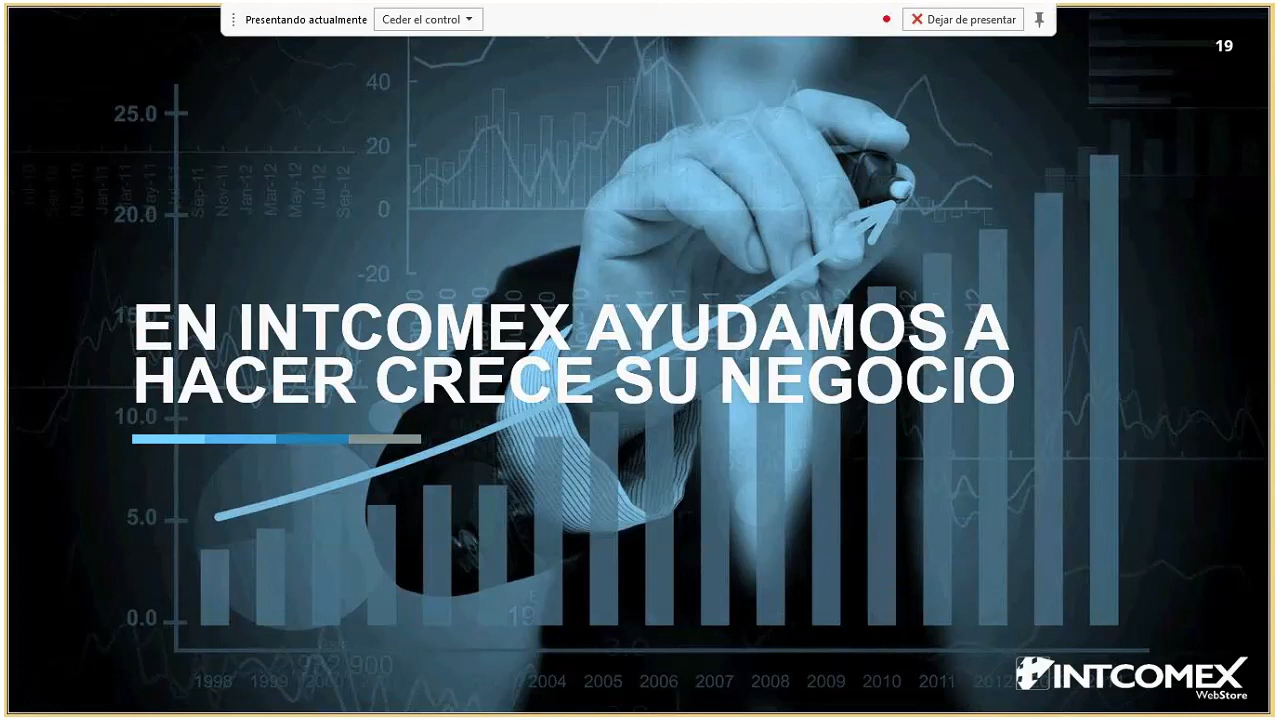 Presentando actualmente
Ceder el control
Dejar de presentar
19
40
25.0
20
20.0
0
-20
EN INTCOMEX AYUDAMOS A
HACER CRECE SU NEGOCIO
10.0
5.0
0.0
1998 1999 2004 2005 2006 2007 2008 2009 2010 2011 2012
INTCOMEX
WebStore